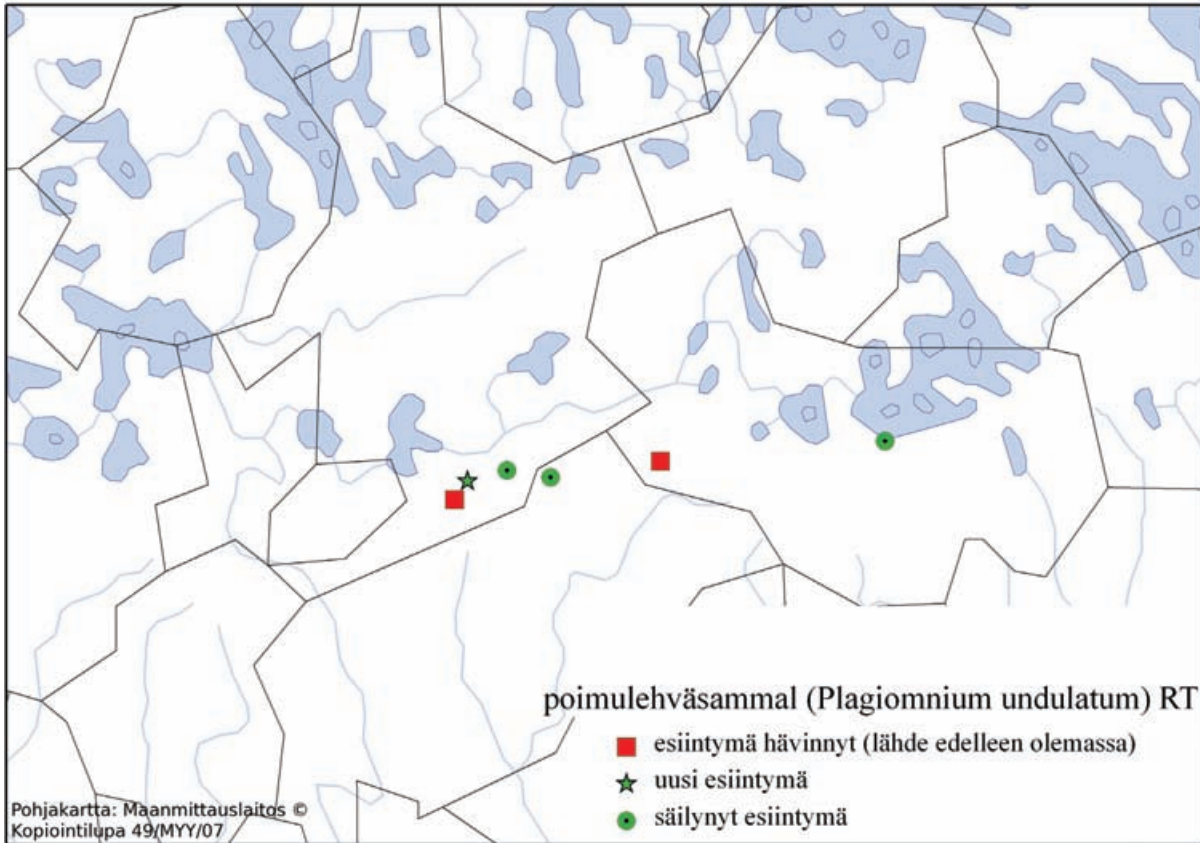 poimulehväsammal (Plagiomnium undulatum) RT
esiintymä hävinnyt (lähde edelleen olemassa)
uusi esiintymä
säilynyt esiintymä
Pohjakartta: Maanmittauslaitos ©
Kopiointilupa 49/MYY/07